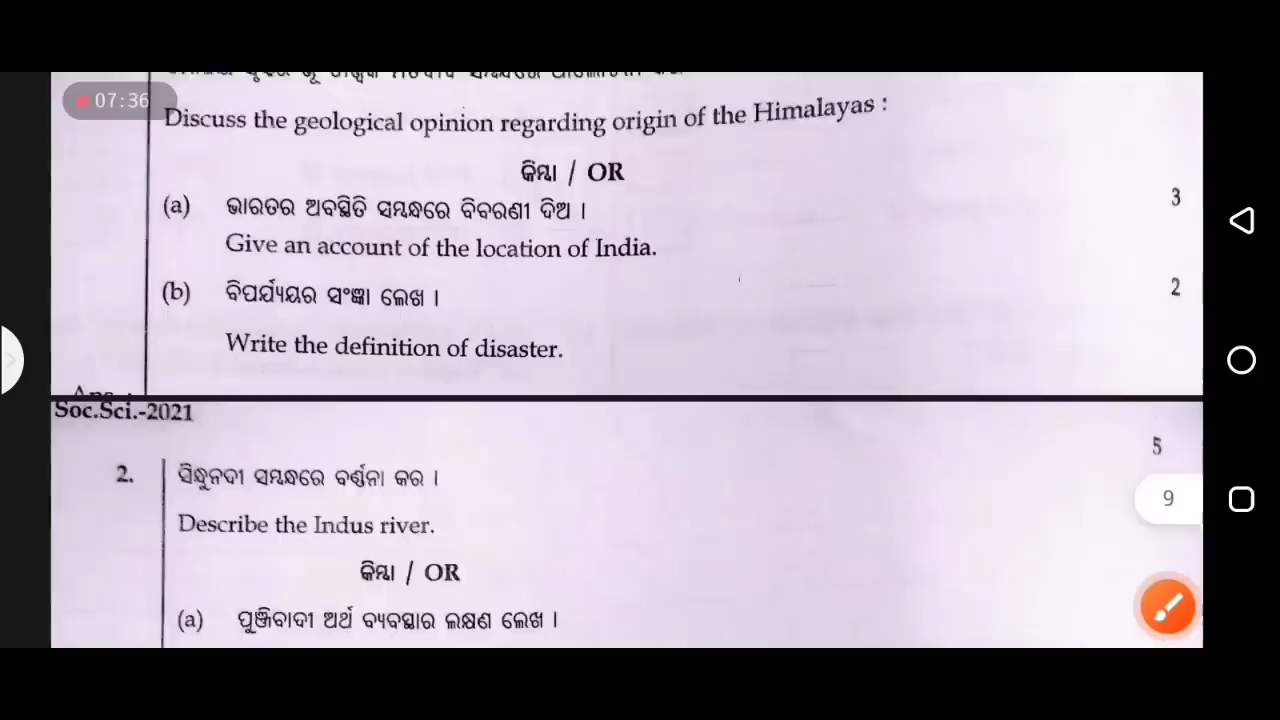 07:36
Discuss the geological opinion regarding origin of the Himalayas :
କିମ୍ବା / OR
(a) ଭାରତର ଅବସ୍ଥିତି ସମ୍ବନ୍ଧରେ ବିବରଣୀ ଦିଅ । 3
Give an account of the location of India.
(b) ବିପର୍ଯ୍ୟୟର ସଂଜ୍ଞା ଲେଖ । 2
Write the definition of disaster.
Soc.Sci.-2021
5
2. ସିନ୍ଧୁନଦୀ ସମ୍ବନ୍ଧରେ ବର୍ଣ୍ଣନା କର ।
9
Describe the Indus river.
କିମ୍ବା / OR
(a) ପୁଞ୍ଜିବାଦୀ ଅର୍ଥ ବ୍ୟବସ୍ଥାର ଲକ୍ଷଣ ଲେଖ ।